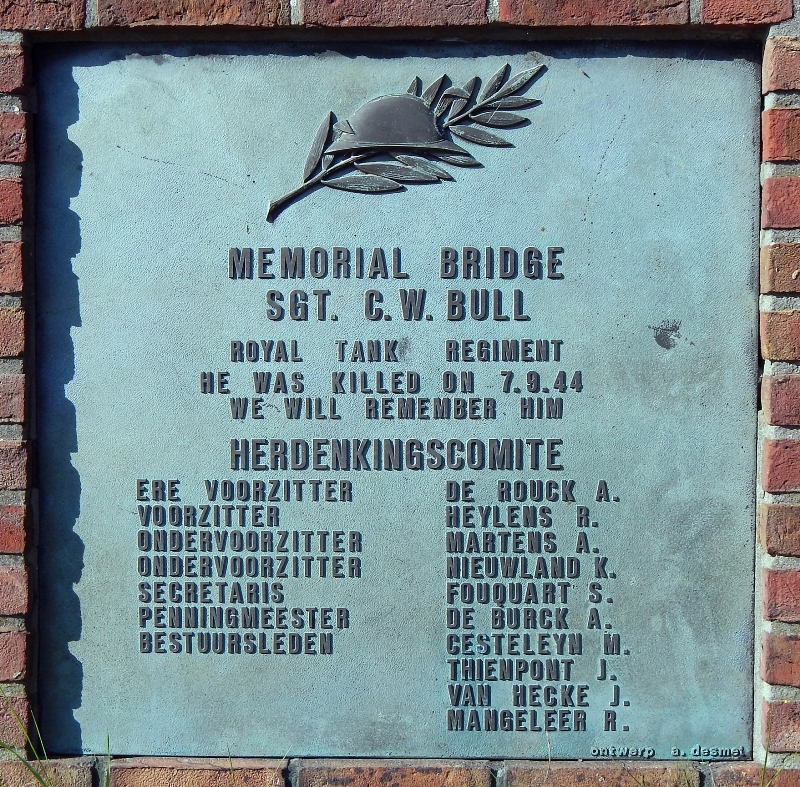 MEMORIAL BRIDGE
SGT. C.W. BULL
ROYAL TANK REGIMENT
HE WAS KILLED ON 7.9.44
WE WILL REMEMBER HIM
HERDENKINGSCOMITE
ERE VOORZITTER DE ROUCK A.
VOORZITTER HEYLENS R.
ONDERVOORZITTER MARTENS A.
ONDERVOORZITTER NIEUWLAND K.
SECRETARIS FOUQUART S.
PENNINGMEESTER DE BURCK A.
BESTUURSLEDEN CESTELEYN M.
THIENPONT J.
VAN HECKE J.
MANGELEER R.
ontwerp a. desmet